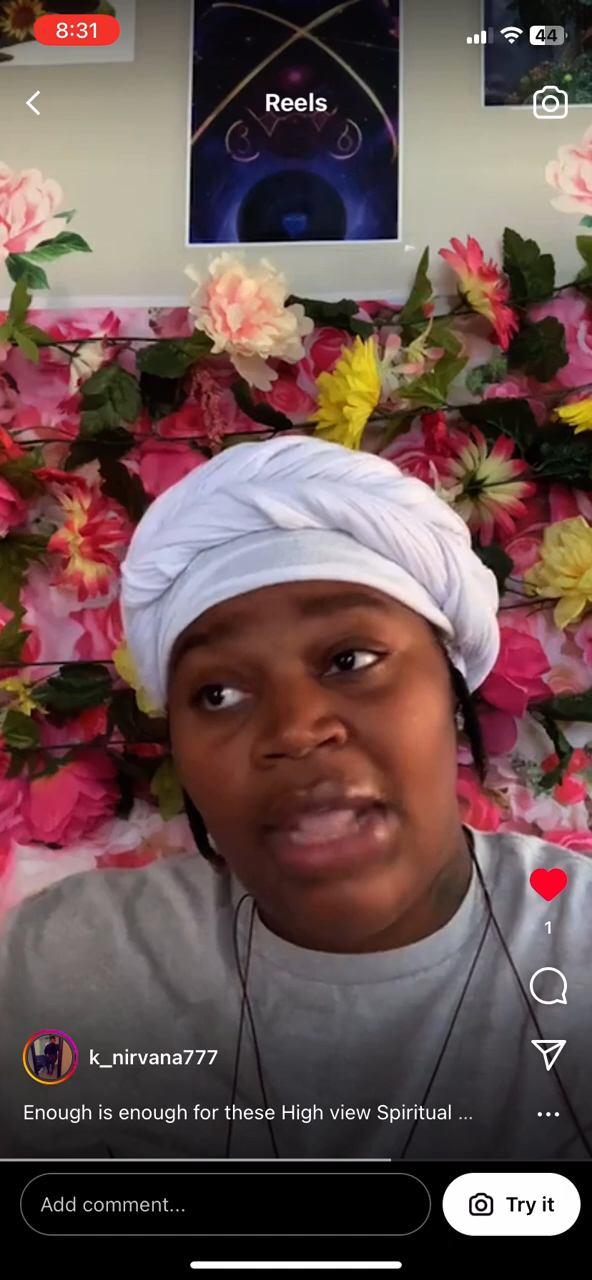 8:31
44
Reels
1
k_nirvana777
Enough is enough for these High view Spiritual ...
Add comment...
Try it